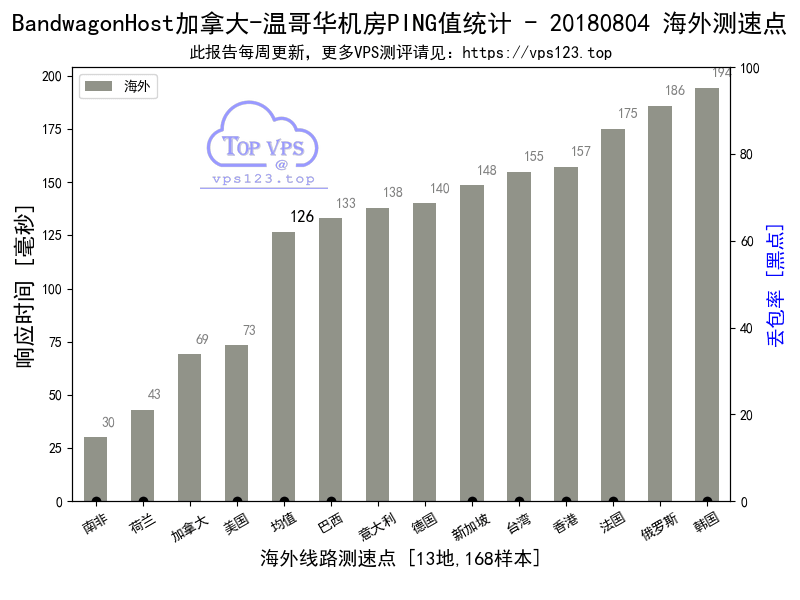 BandwagonHost加拿大-温哥华机房PING值统计 - 20180804 海外测速点
此报告每周更新，更多VPS测评请见：https://vps123.top
海外
TOP VPS
@
vps123.top
响应时间 [毫秒]
200
175
150
125
100
75
50
25
0
30
43
69
73
126
133
138
140
148
155
157
175
186
194
100
80
60
40
20
0
丢包率 [黑点]
南非
荷兰
加拿大
美国
均值
巴西
意大利
德国
新加坡
台湾
香港
法国
俄罗斯
韩国
海外线路测速点 [13地,168样本]